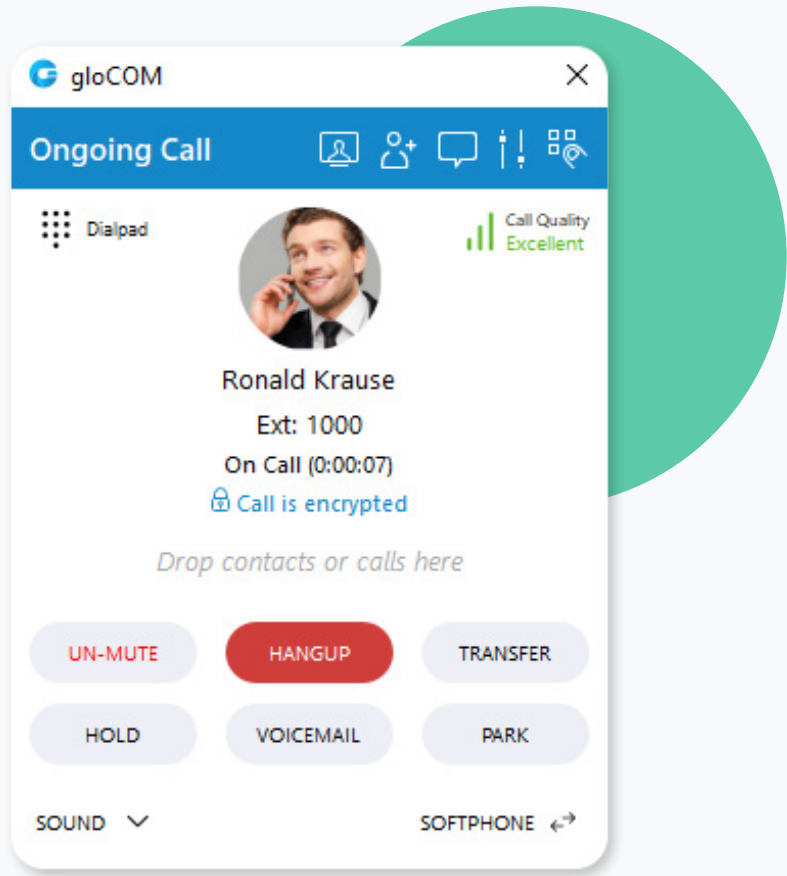 gloCOM
Ongoing Call
Dialpad
Call Quality
Excellent
Ronald Krause
Ext: 1000
On Call (0:00:07)
Call is encrypted
Drop contacts or calls here
UN-MUTE
HANGUP
TRANSFER
HOLD
VOICEMAIL
PARK
SOUND
SOFTPHONE